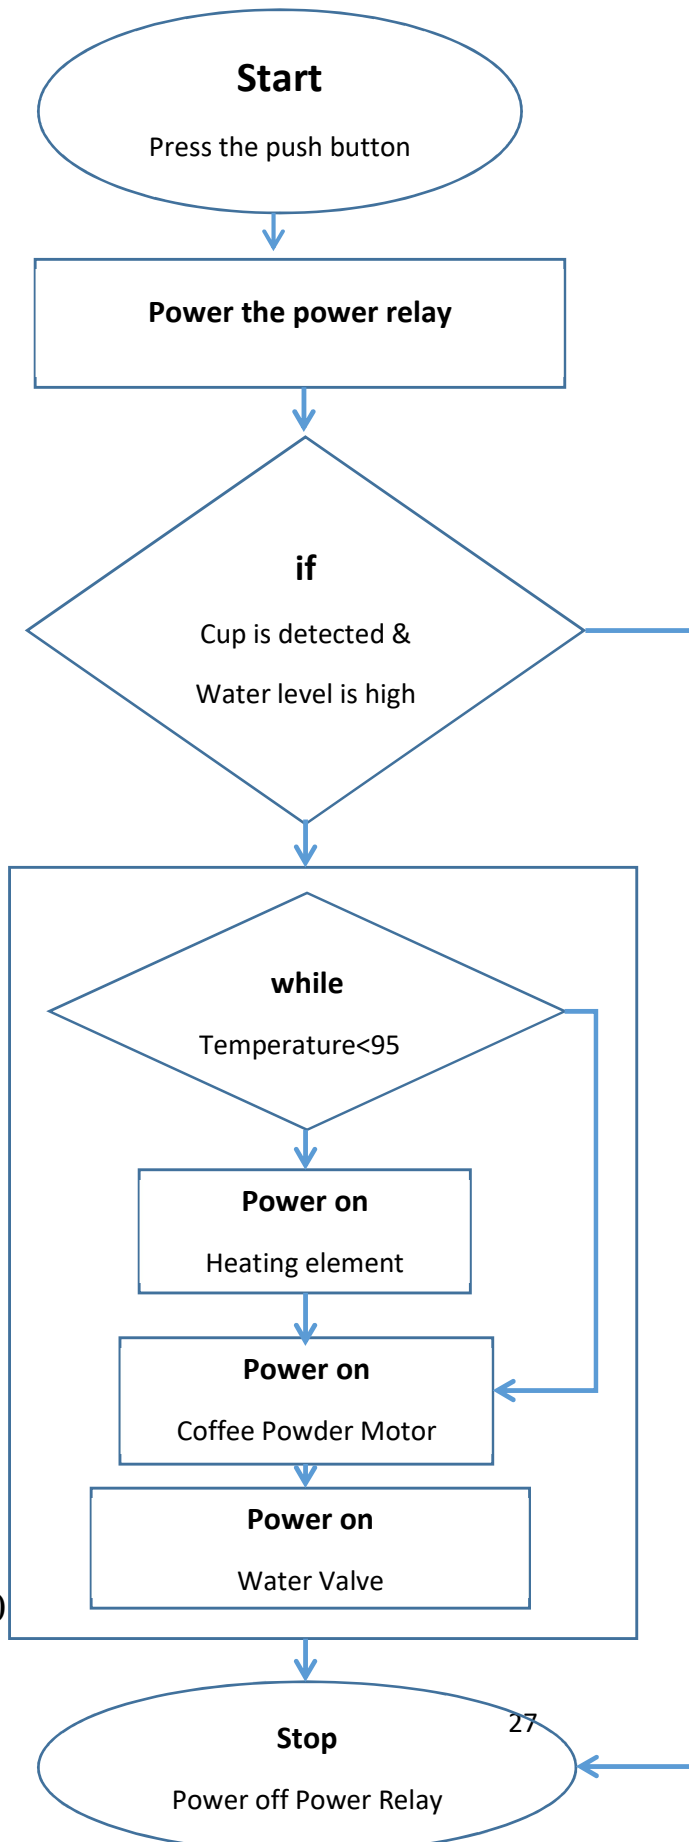 Start
Press the push button
Power the power relay
if
Cup is detected &
Water level is high
while
Temperature<95
Power on
Heating element
Power on
Coffee Powder Motor
Power on
Water Valve
)
27
Stop
Power off Power Relay